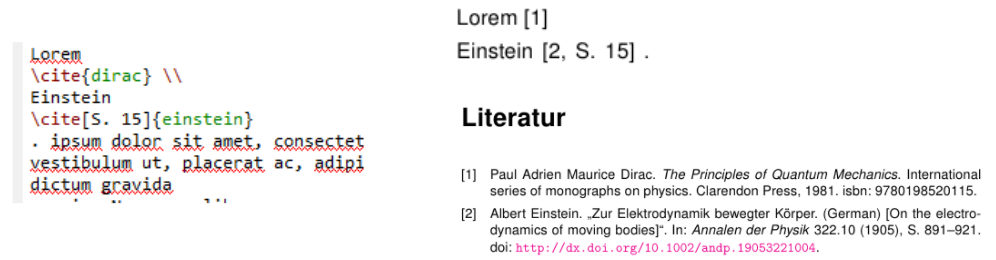 Lorem
\cite{dirac} \\
Einstein
\cite[S. 15]{einstein}
. ipsum dolor sit amet, consectet
vestibulum ut, placerat ac, adipi
dictum gravida
Lorem [1]
Einstein [2, S. 15] .
Literatur
[1] Paul Adrien Maurice Dirac. The Principles of Quantum Mechanics. International
series of monographs on physics. Clarendon Press, 1981. isbn: 9780198520115.
[2] Albert Einstein. „Zur Elektrodynamik bewegter Körper. (German) [On the electro-
dynamics of moving bodies]“. In: Annalen der Physik 322.10 (1905), S. 891–921.
doi: http://dx.doi.org/10.1002/andp.19053221004.